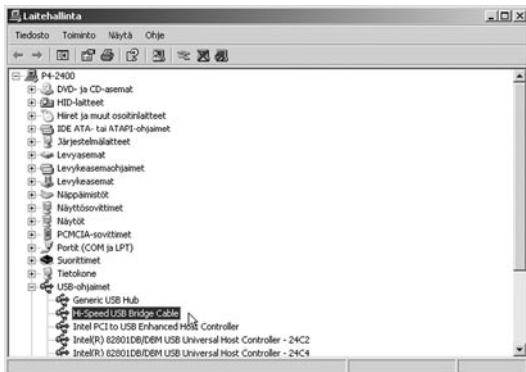 Laitehallinta
Tiedosto Toiminto Näytä Ohje
P4-2400
DVD- ja CD-asemat
HID-laitteet
Hiiret ja muut osoitinlaitteet
IDE ATA- tai ATAPI-ohjaimet
Järjestelmälaitteet
Levyasemat
Levykeasemaohjaimet
Levykeasemat
Näppäimistöt
Näyttösovittimet
Näytöt
PCMCIA-sovittimet
Portit (COM ja LPT)
Suorittimet
Tietokone
USB-ohjaimet
Generic USB Hub
Hi-Speed USB Bridge Cable
Intel PCI to USB Enhanced Host Controller
Intel(R) 82801DB/DBM USB Universal Host Controller - 24C2
Intel(R) 82801DB/DBM USB Universal Host Controller - 24C4